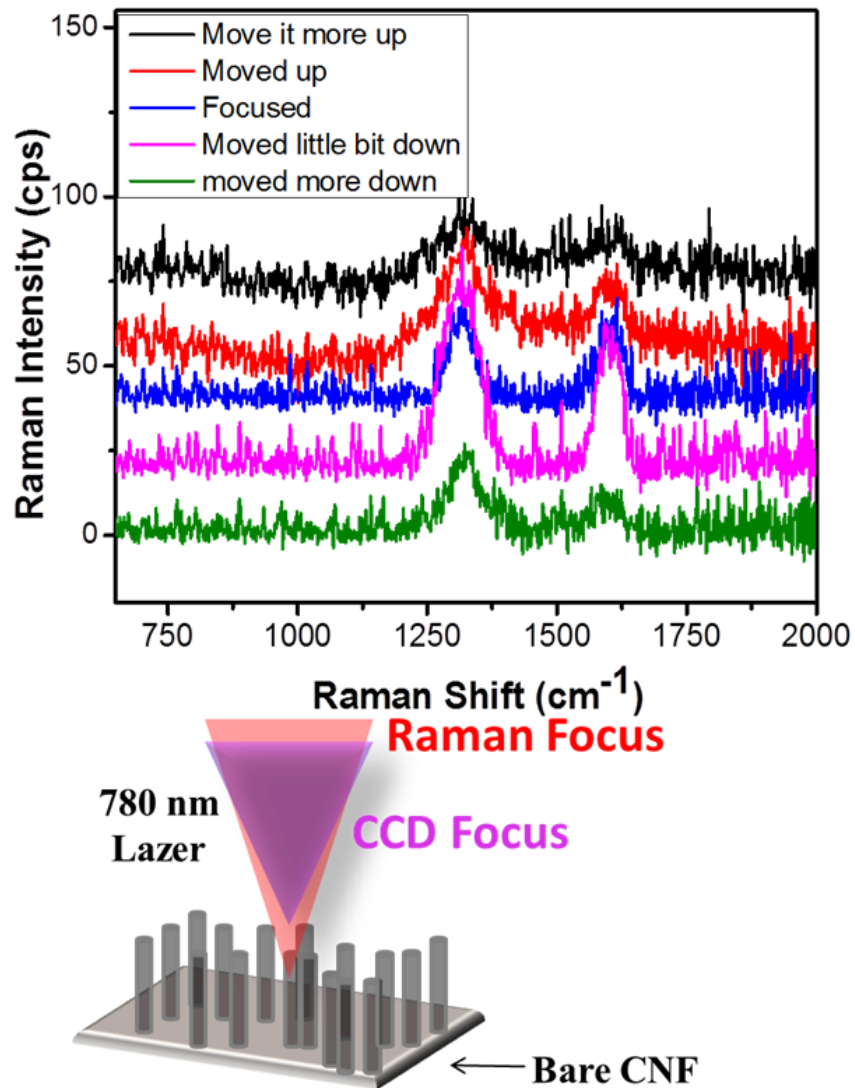 150
100
50
0
Raman Intensity (cps)
Move it more up
Moved up
Focused
Moved little bit down
moved more down
750 1000 1250 1500 1750 2000
Raman Shift (cm⁻¹)
Raman Focus
780 nm
Lazer
CCD Focus
Bare CNF